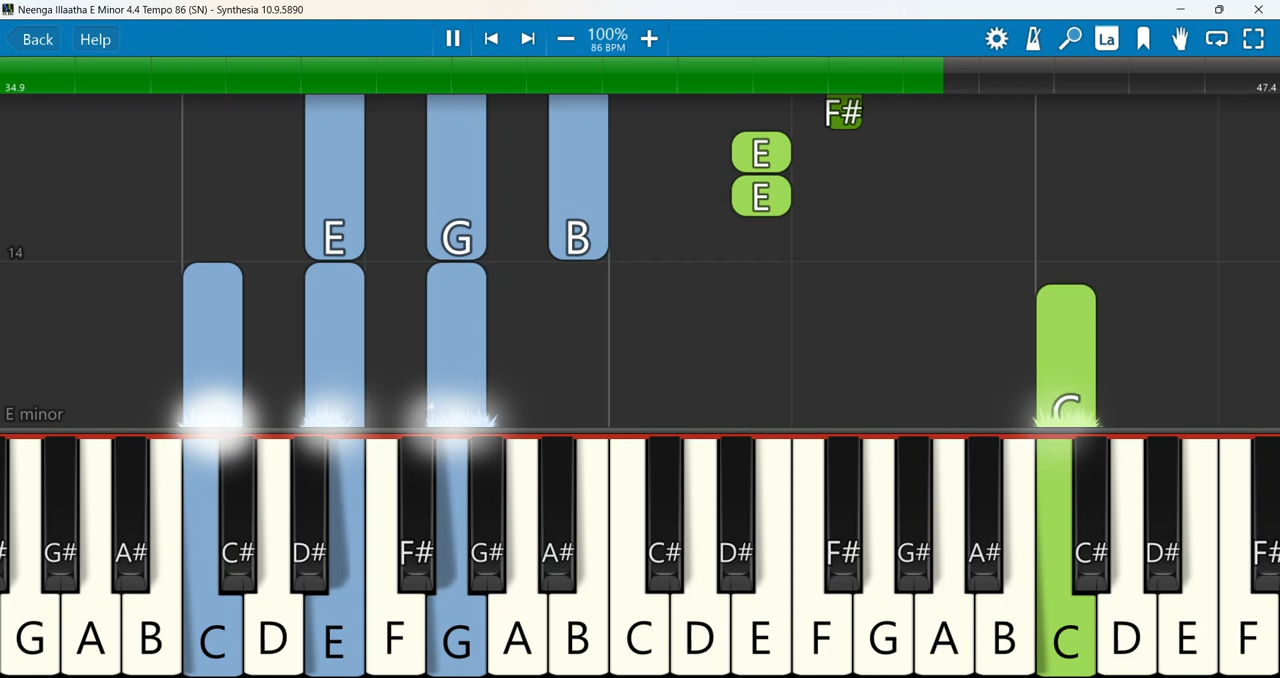 Neenga Illaatha E Minor 4.4 Tempo 86 (SN) - Synthesia 10.9.5890
Back Help 100% La
86 BPM
34.9 47.4
F#
E
E
E G B
14
C
E minor
G# A# C# D# F# G# A# C# D# F# G# A# C# D# F#
G A B C D E F G A B C D E F G A B C D E F